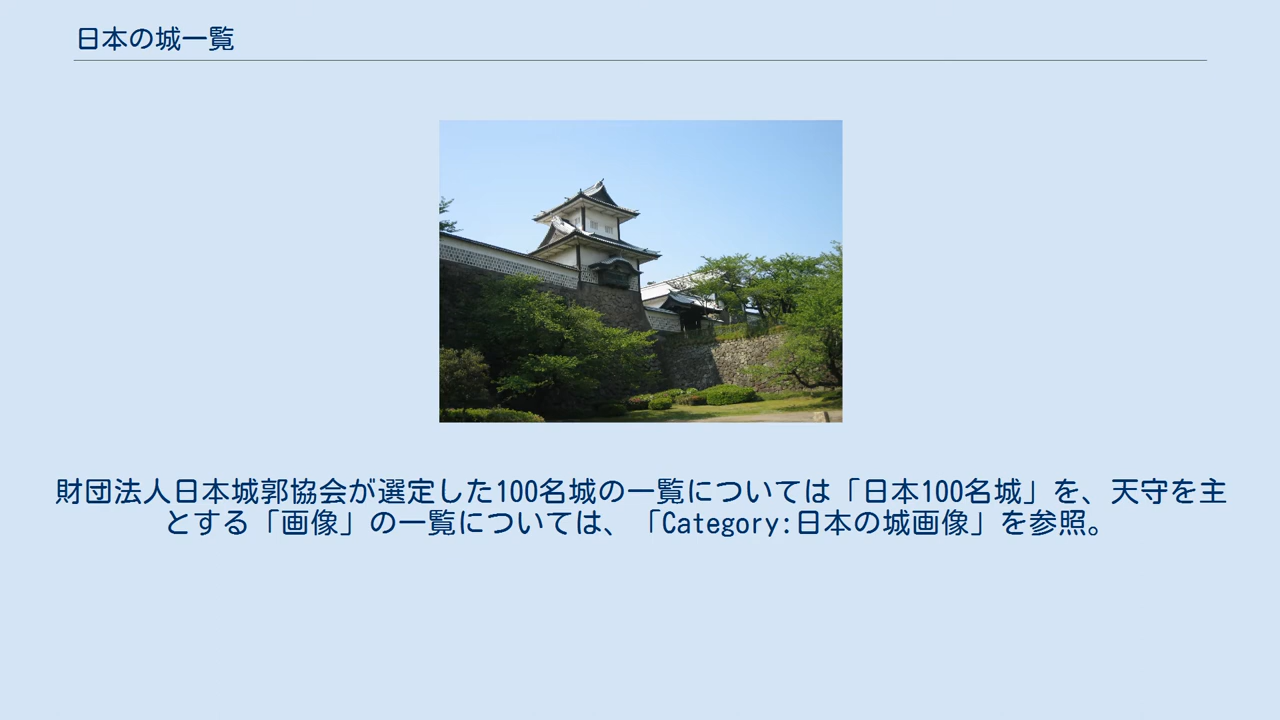 日本の城一覧
財団法人日本城郭協会が選定した100名城の一覧については「日本100名城」を、天守を主
とする「画像」の一覧については、「Category:日本の城画像」を参照。